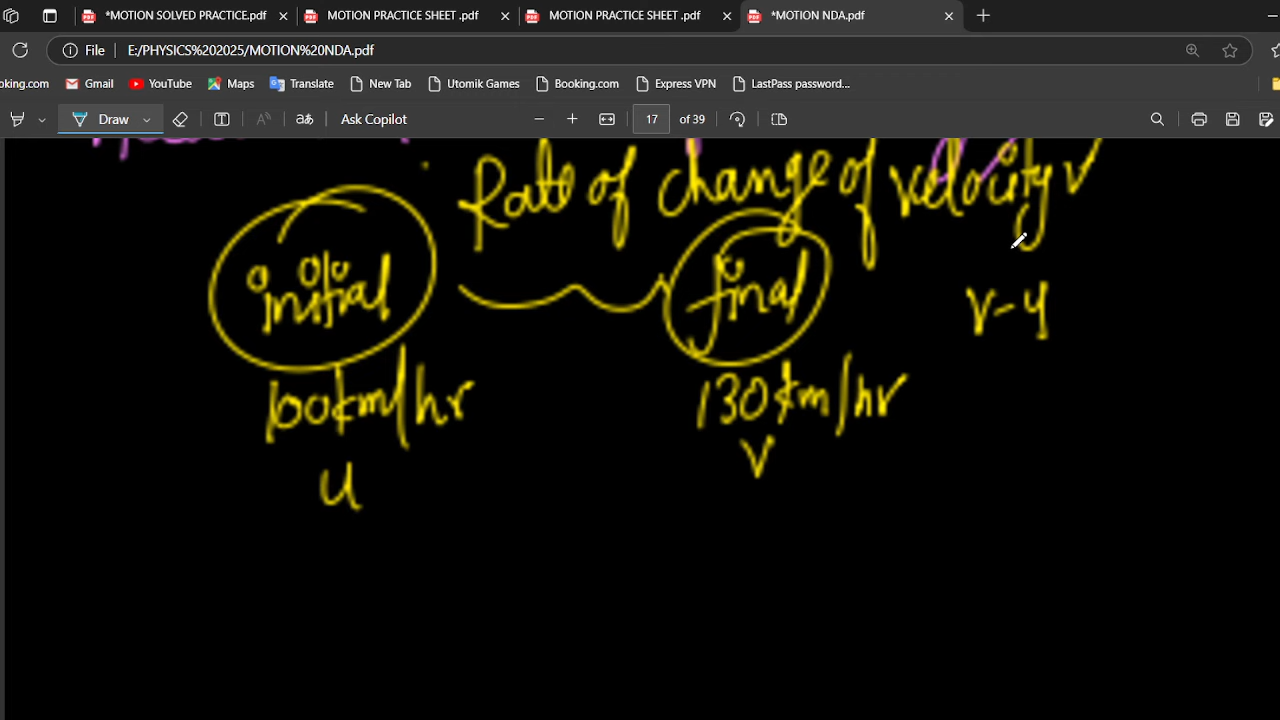 *MOTION SOLVED PRACTICE.pdf MOTION PRACTICE SHEET .pdf MOTION PRACTICE SHEET .pdf *MOTION NDA.pdf
File E:/PHYSICS%202025/MOTION%20NDA.pdf
oking.com Gmail YouTube Maps Translate New Tab Utomik Games Booking.com Express VPN LastPass password...
Draw aあ Ask Copilot 17 of 39
Rate of change of velocity
initial final v-u
100km/hr 130km/hr
u v